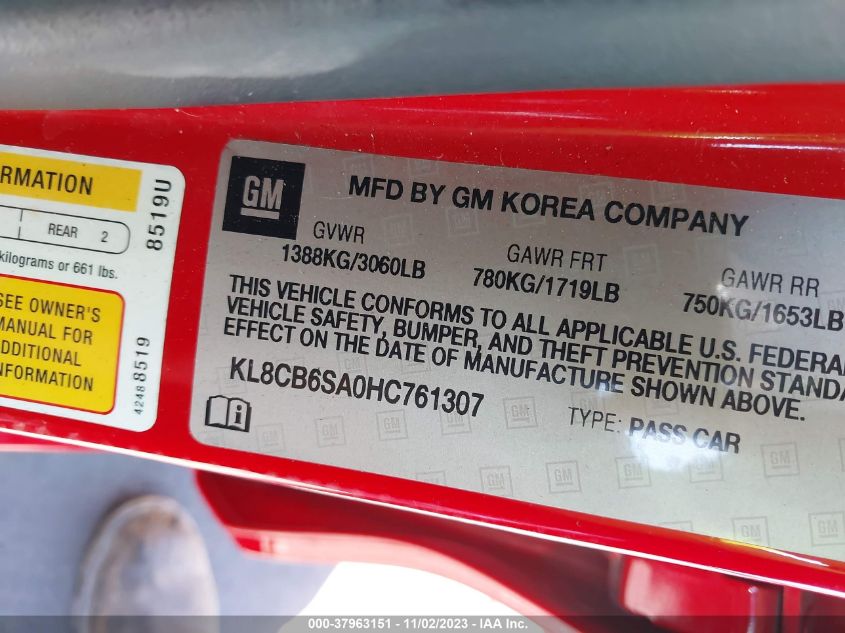 RMATION
REAR 2
kilograms or 661 lbs.
SEE OWNER'S
MANUAL FOR
ADDITIONAL
INFORMATION
8519U
42488519
GM
MFD BY GM KOREA COMPANY
GVWR GAWR FRT GAWR RR
1388KG/3060LB 780KG/1719LB 750KG/1653LB
THIS VEHICLE CONFORMS TO ALL APPLICABLE U.S. FEDERAL
VEHICLE SAFETY, BUMPER, AND THEFT PREVENTION STANDA
EFFECT ON THE DATE OF MANUFACTURE SHOWN ABOVE.
KL8CB6SA0HC761307
TYPE: PASS CAR
000-37963151 - 11/02/2023 - IAA Inc.